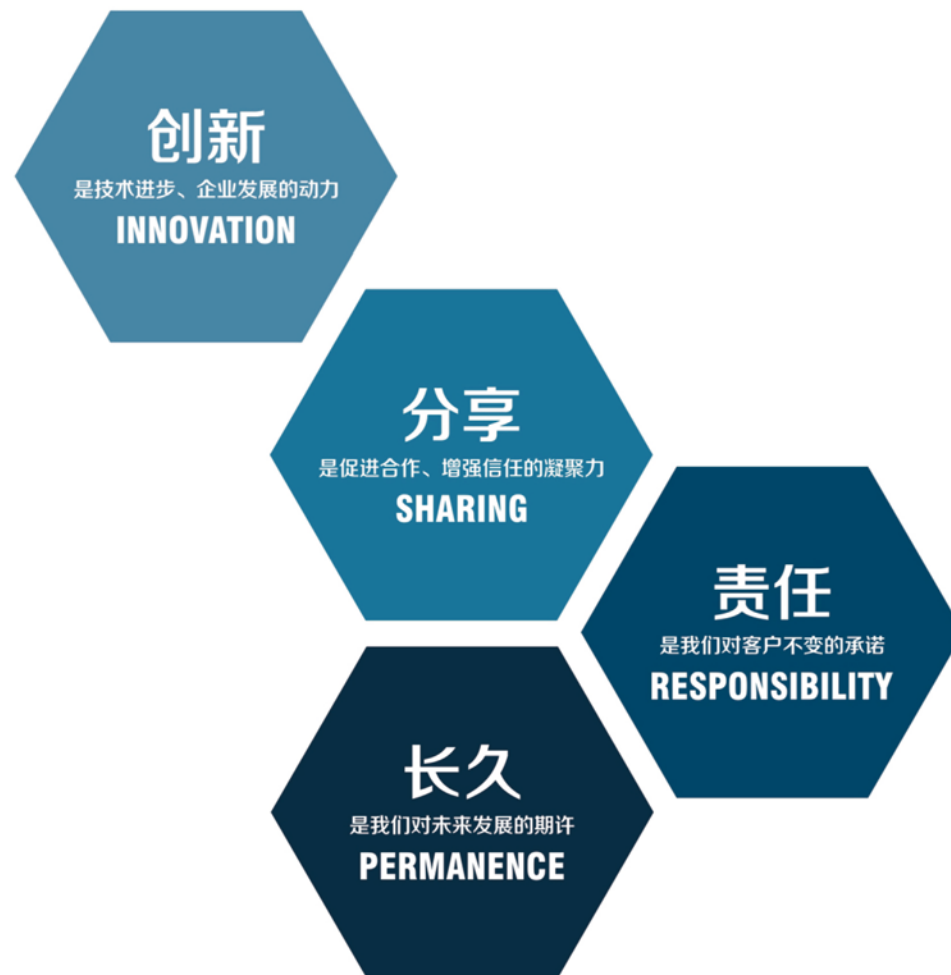 创新
是技术进步、企业发展的动力
INNOVATION
分享
是促进合作、增强信任的凝聚力
SHARING
责任
是我们对客户不变的承诺
RESPONSIBILITY
长久
是我们对未来发展的期许
PERMANENCE